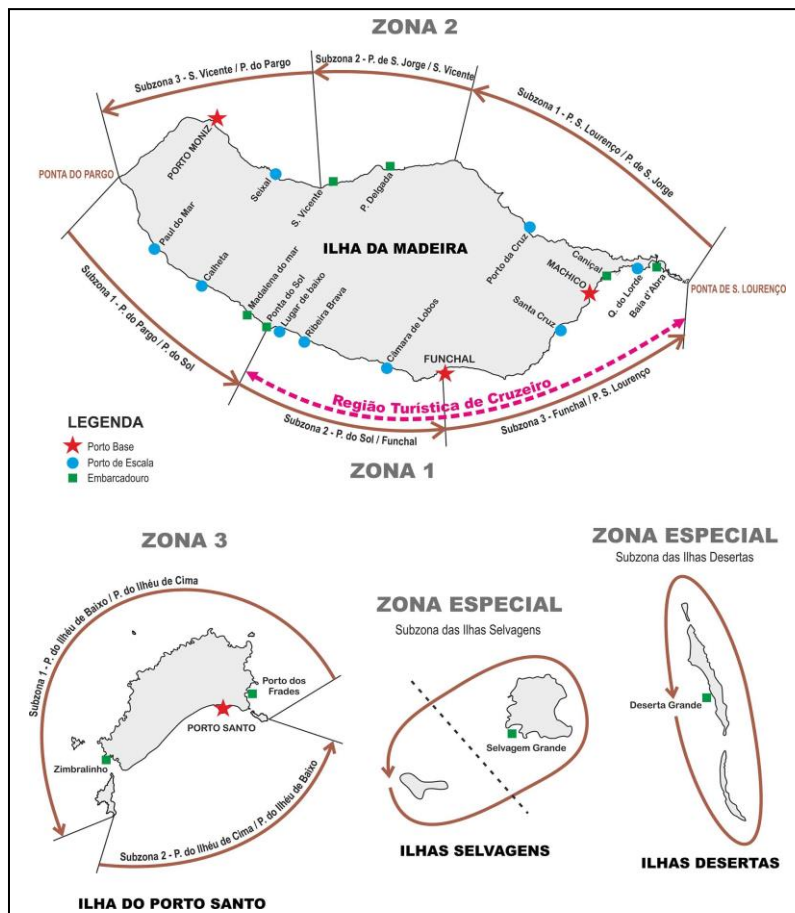 ZONA 2
Subzona 3 - S. Vicente / P. do Pargo
Subzona 2 - P. de S. Jorge / S. Vicente
Subzona 1 - P. S. Lourenço / P. de S. Jorge
PORTO MONIZ
PONTA DO PARGO
Seixal
S. Vicente
P. Delgada
Paul do Mar
Calheta
ILHA DA MADEIRA
Porto da Cruz
Caniçal
MACHICO
Q. do Lorde
Baía d'Abra
PONTA DE S. LOURENÇO
Madalena do mar
Ponta do Sol
Lugar de baixo
Ribeira Brava
Câmara de Lobos
FUNCHAL
Santa Cruz
Subzona 1 - P. do Pargo / P. do Sol
Região Turística de Cruzeiro
Subzona 2 - P. do Sol / Funchal
Subzona 3 - Funchal / P. S. Lourenço
LEGENDA
Porto Base
Porto de Escala
Embarcadouro
ZONA 1
ZONA 3
Subzona 1 - P. do Ilhéu de Baixo / P. do Ilhéu de Cima
Porto dos
Frades
PORTO SANTO
Zimbralinho
Subzona 2 - P. do Ilhéu de Cima / P. do Ilhéu de Baixo
ILHA DO PORTO SANTO
ZONA ESPECIAL
Subzona das Ilhas Selvagens
Selvagem Grande
ILHAS SELVAGENS
ZONA ESPECIAL
Subzona das Ilhas Desertas
Deserta Grande
ILHAS DESERTAS